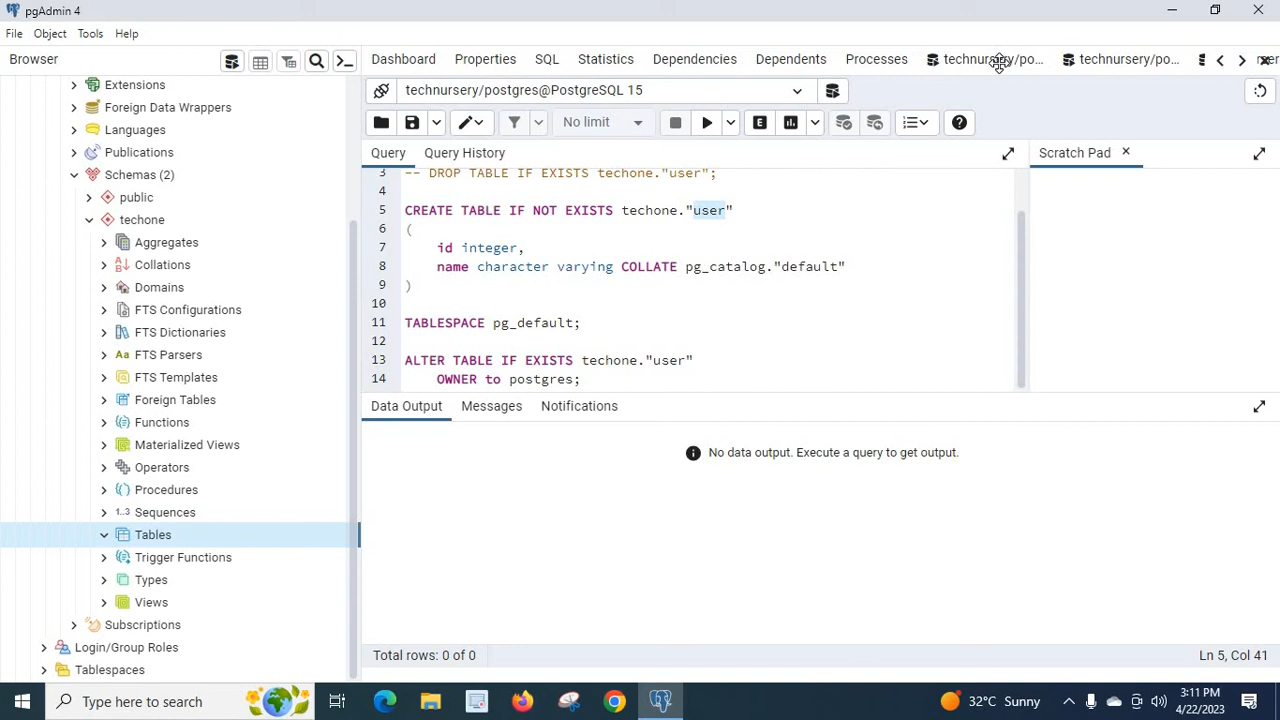 pgAdmin 4
File Object Tools Help
Browser
Dashboard Properties SQL Statistics Dependencies Dependents Processes technursery/po... technursery/po...
technursery/postgres@PostgreSQL 15
No limit
Query Query History
Scratch Pad
Extensions
Foreign Data Wrappers
Languages
Publications
Schemas (2)
public
techone
Aggregates
Collations
Domains
FTS Configurations
FTS Dictionaries
Aa FTS Parsers
FTS Templates
Foreign Tables
Functions
Materialized Views
Operators
Procedures
1..3 Sequences
Tables
Trigger Functions
Types
Views
Subscriptions
Login/Group Roles
Tablespaces
3 -- DROP TABLE IF EXISTS techone."user";
4
5 CREATE TABLE IF NOT EXISTS techone."user"
6 (
7 id integer,
8 name character varying COLLATE pg_catalog."default"
9 )
10
11 TABLESPACE pg_default;
12
13 ALTER TABLE IF EXISTS techone."user"
14 OWNER to postgres;
Data Output Messages Notifications
No data output. Execute a query to get output.
Total rows: 0 of 0
Ln 5, Col 41
Type here to search
32°C Sunny
3:11 PM
4/22/2023